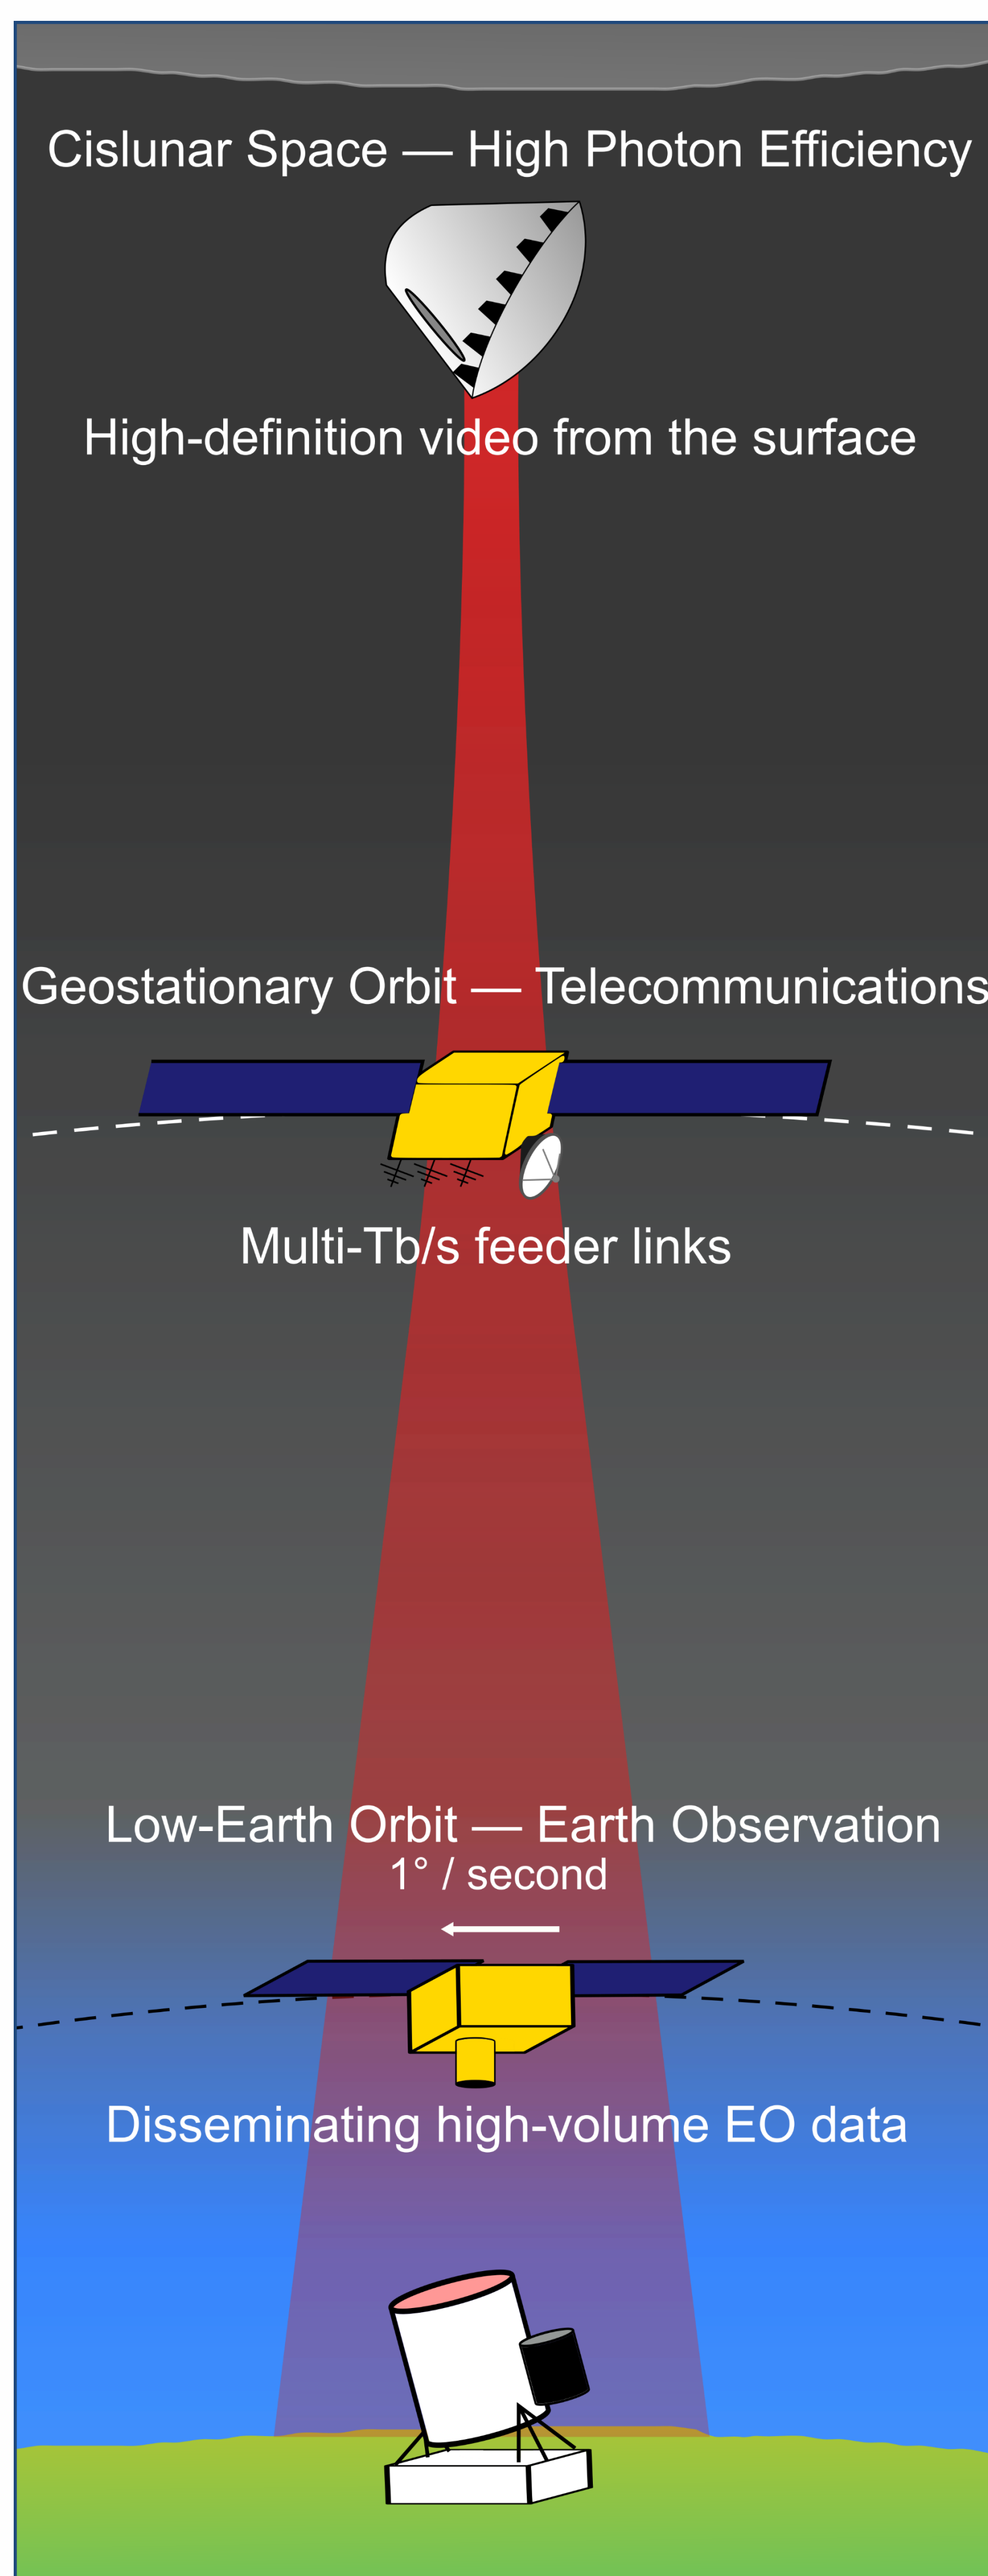 Cislunar Space — High Photon Efficiency
High-definition video from the surface
Geostationary Orbit — Telecommunications
Multi-Tb/s feeder links
Low-Earth Orbit — Earth Observation
1° / second
Disseminating high-volume EO data